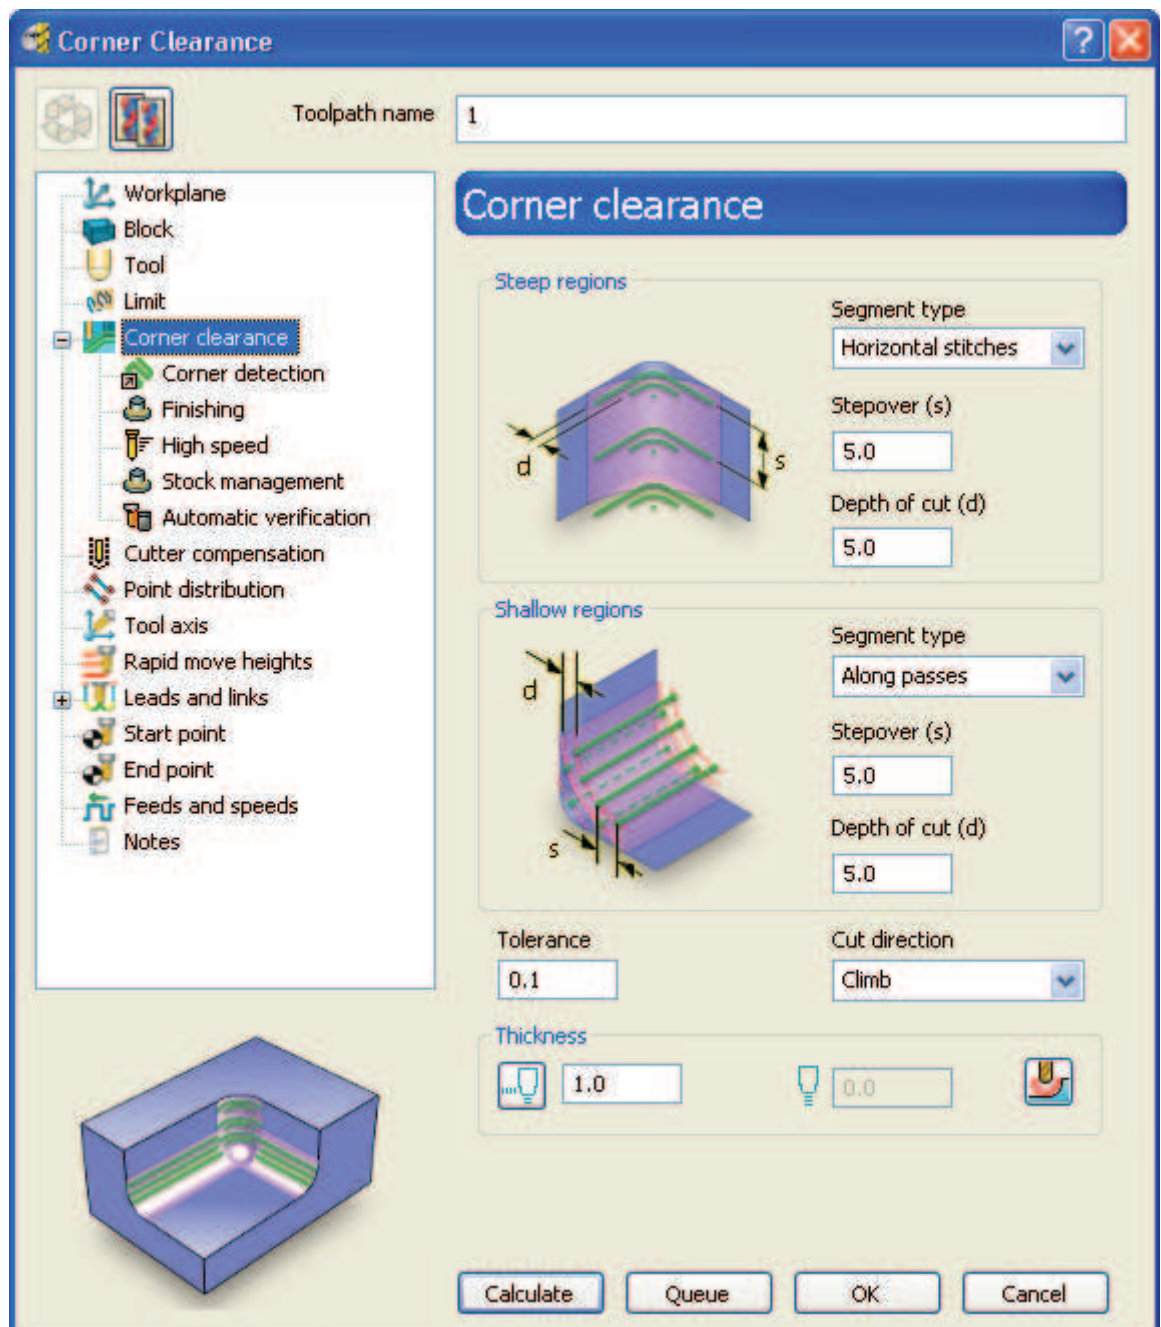 Corner Clearance
?
Toolpath name
1
Workplane
Block
Tool
Limit
Corner clearance
Corner detection
Finishing
High speed
Stock management
Automatic verification
Cutter compensation
Point distribution
Tool axis
Rapid move heights
Leads and links
Start point
End point
Feeds and speeds
Notes
Corner clearance
Steep regions
d
s
Segment type
Horizontal stitches
Stepover (s)
5.0
Depth of cut (d)
5.0
Shallow regions
d
s
Segment type
Along passes
Stepover (s)
5.0
Depth of cut (d)
5.0
Tolerance
0.1
Cut direction
Climb
Thickness
1.0
0.0
Calculate
Queue
OK
Cancel